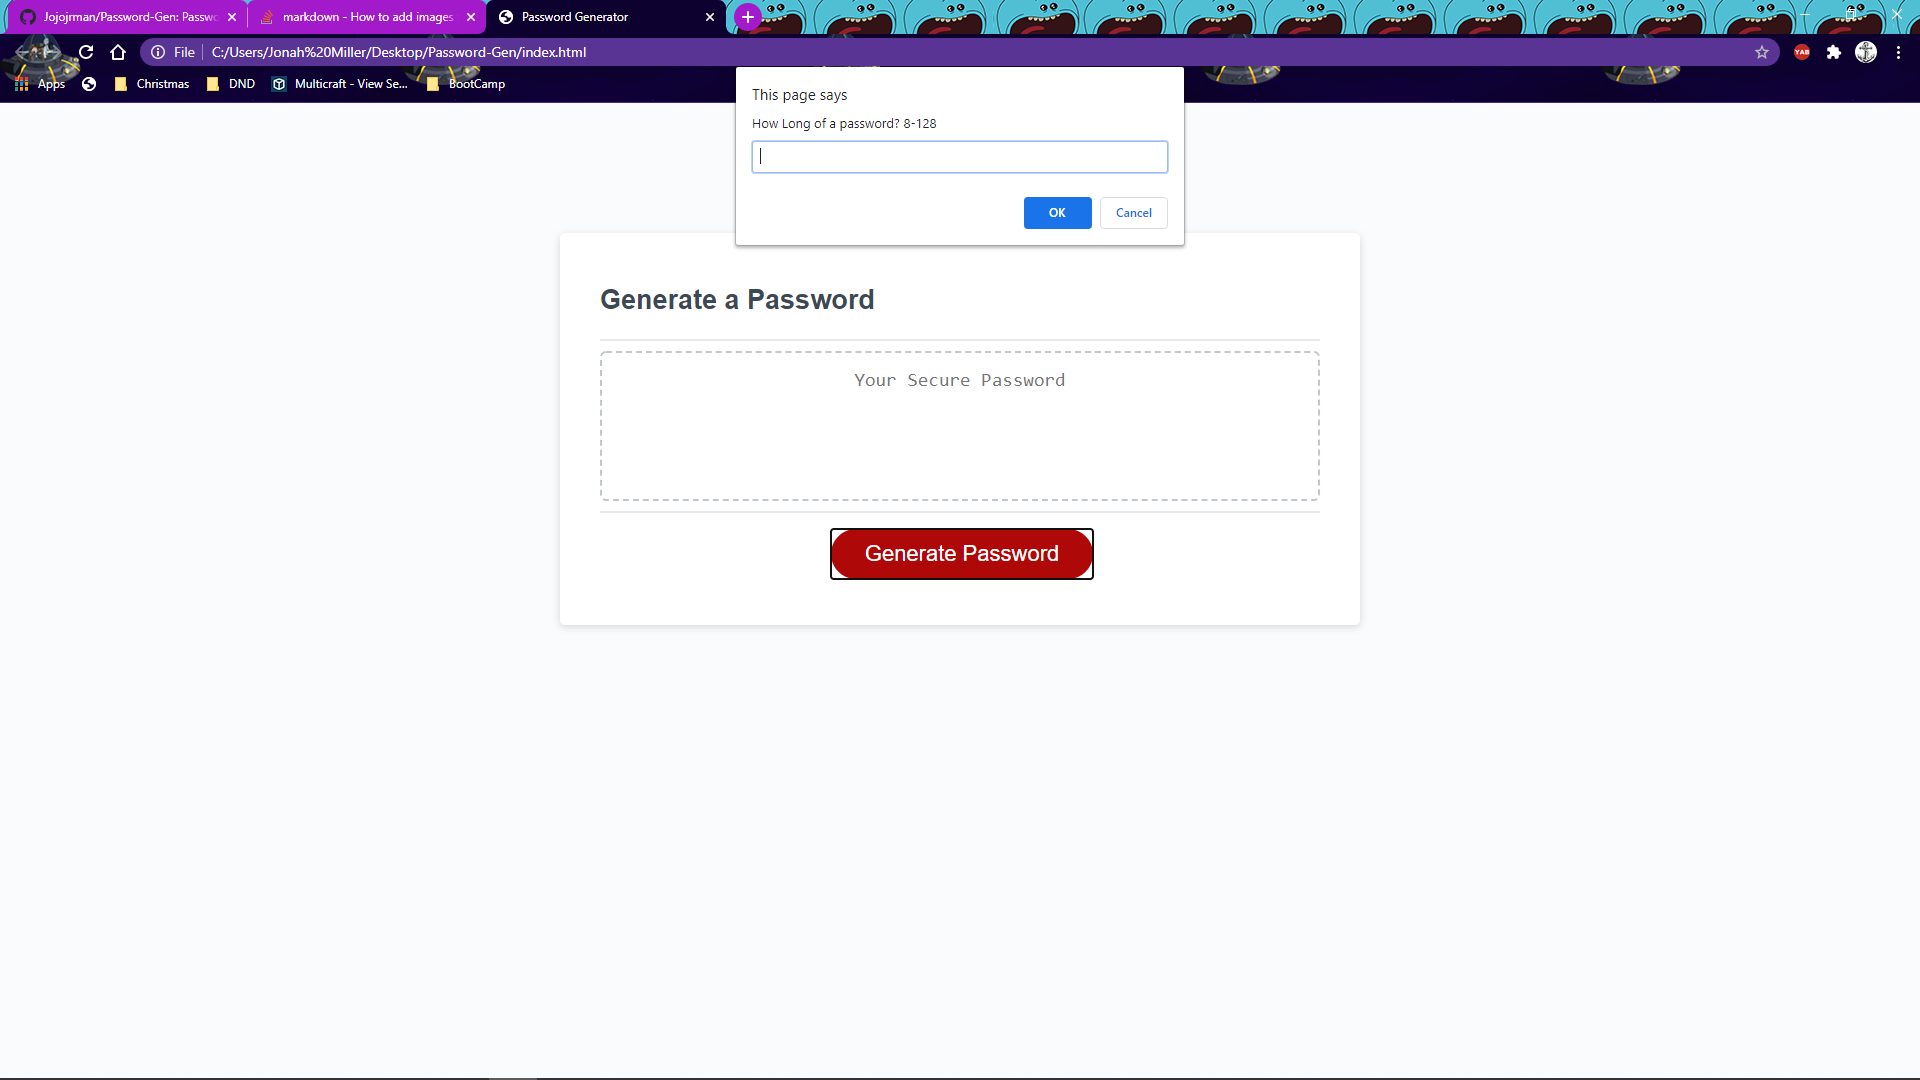 Jojojrman/Password-Gen: Passwo
markdown - How to add images
Password Generator
File
C:/Users/Jonah%20Miller/Desktop/Password-Gen/index.html
YAB
Apps
Christmas
DND
Multicraft - View Se...
BootCamp
This page says
How Long of a password? 8-128
OK
Cancel
Generate a Password
Your Secure Password
Generate Password